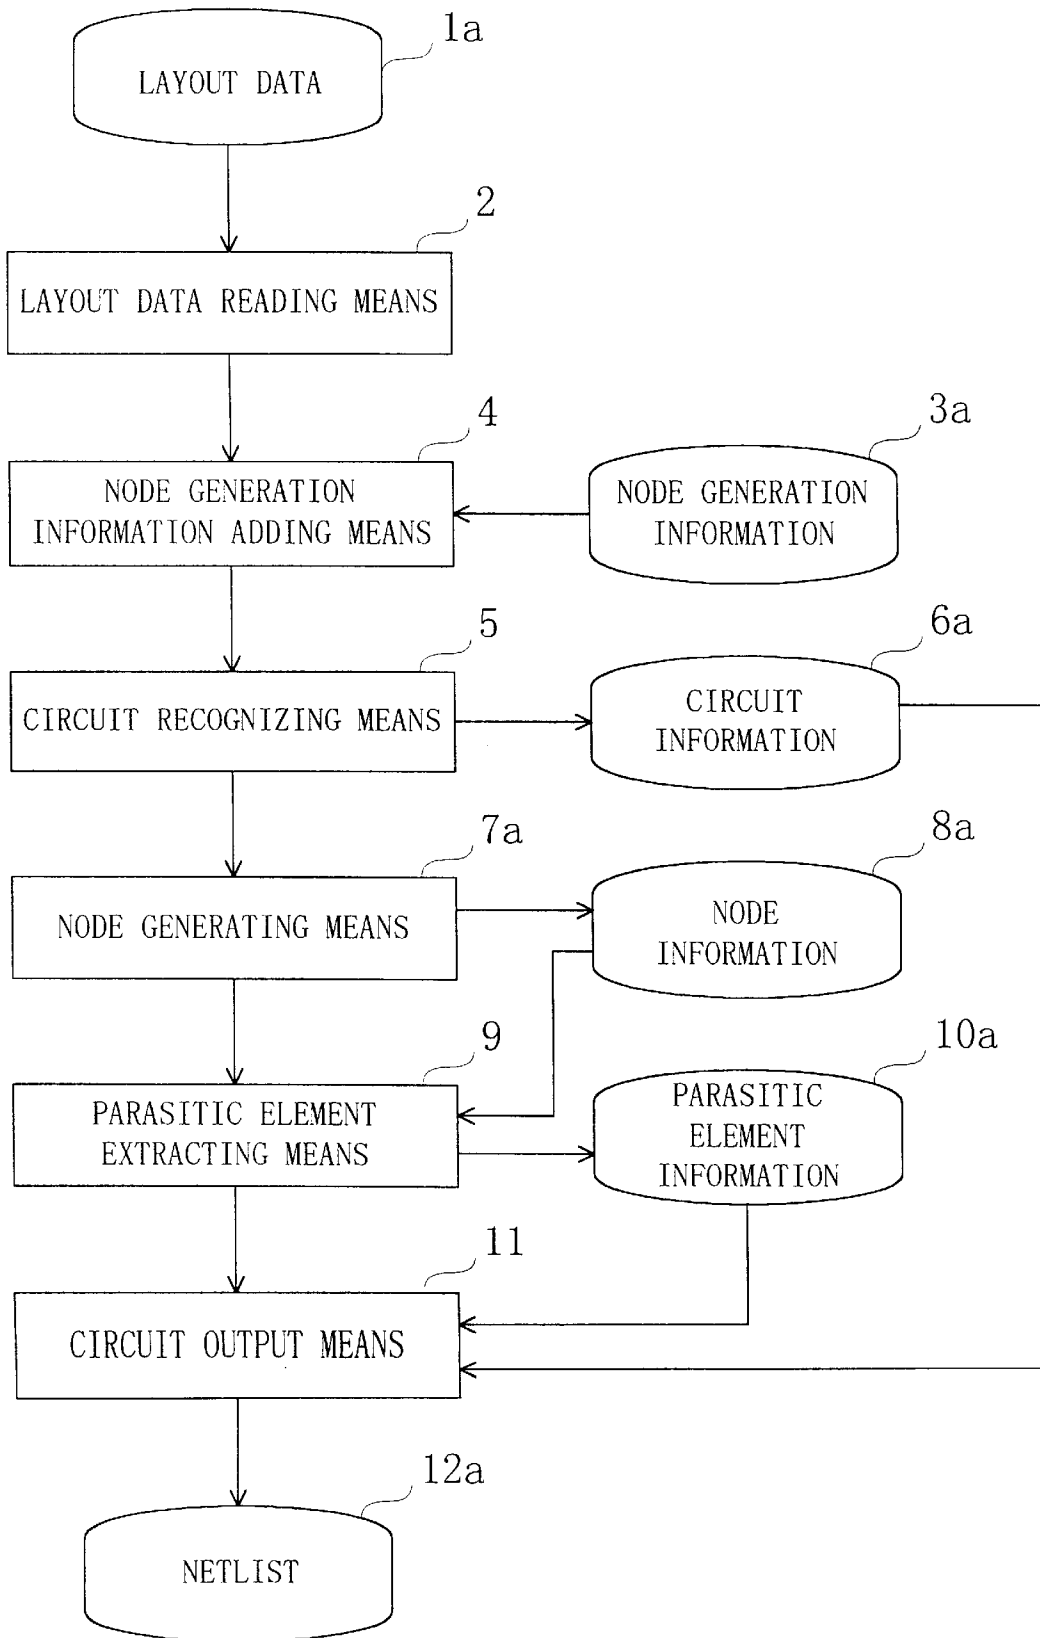 1a
LAYOUT DATA
2
LAYOUT DATA READING MEANS
4
NODE GENERATION
INFORMATION ADDING MEANS
3a
NODE GENERATION
INFORMATION
5
CIRCUIT RECOGNIZING MEANS
6a
CIRCUIT
INFORMATION
7a
NODE GENERATING MEANS
8a
NODE
INFORMATION
9
PARASITIC ELEMENT
EXTRACTING MEANS
10a
PARASITIC
ELEMENT
INFORMATION
11
CIRCUIT OUTPUT MEANS
12a
NETLIST